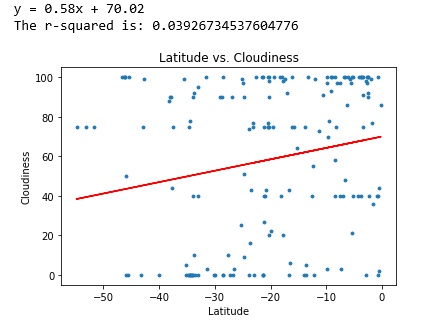 y = 0.58x + 70.02
The r-squared is: 0.03926734537604776
Latitude vs. Cloudiness
100
80
60
40
20
0
Cloudiness
−50 −40 −30 −20 −10 0
Latitude